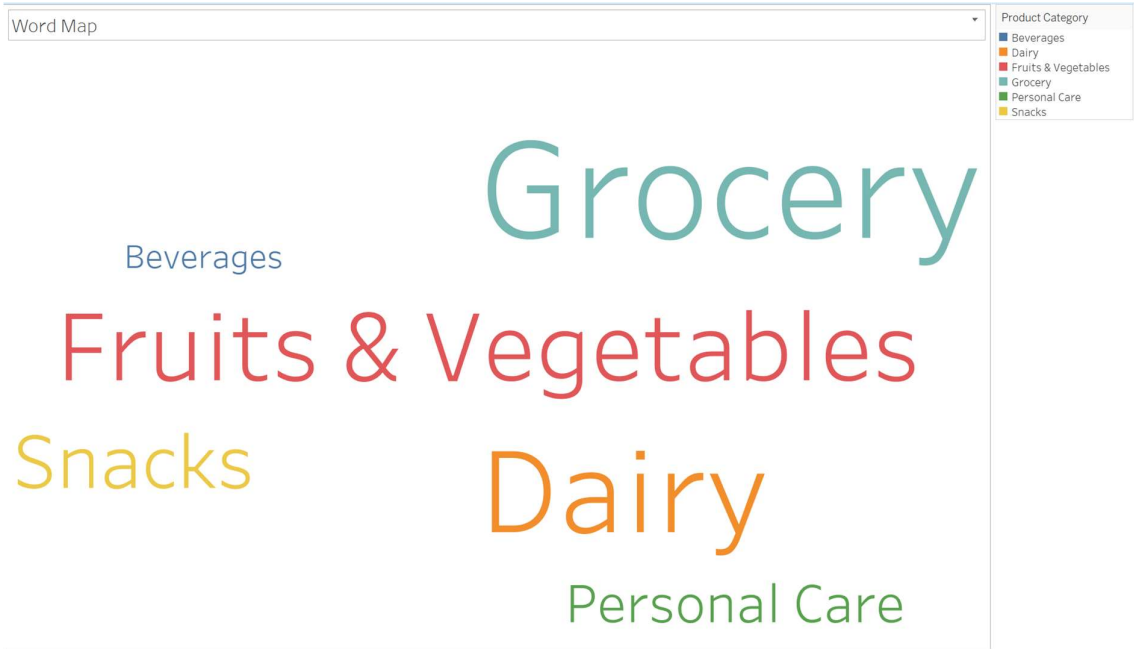 Word Map
Product Category
Beverages
Dairy
Fruits & Vegetables
Grocery
Personal Care
Snacks
Grocery
Beverages
Fruits & Vegetables
Snacks
Dairy
Personal Care